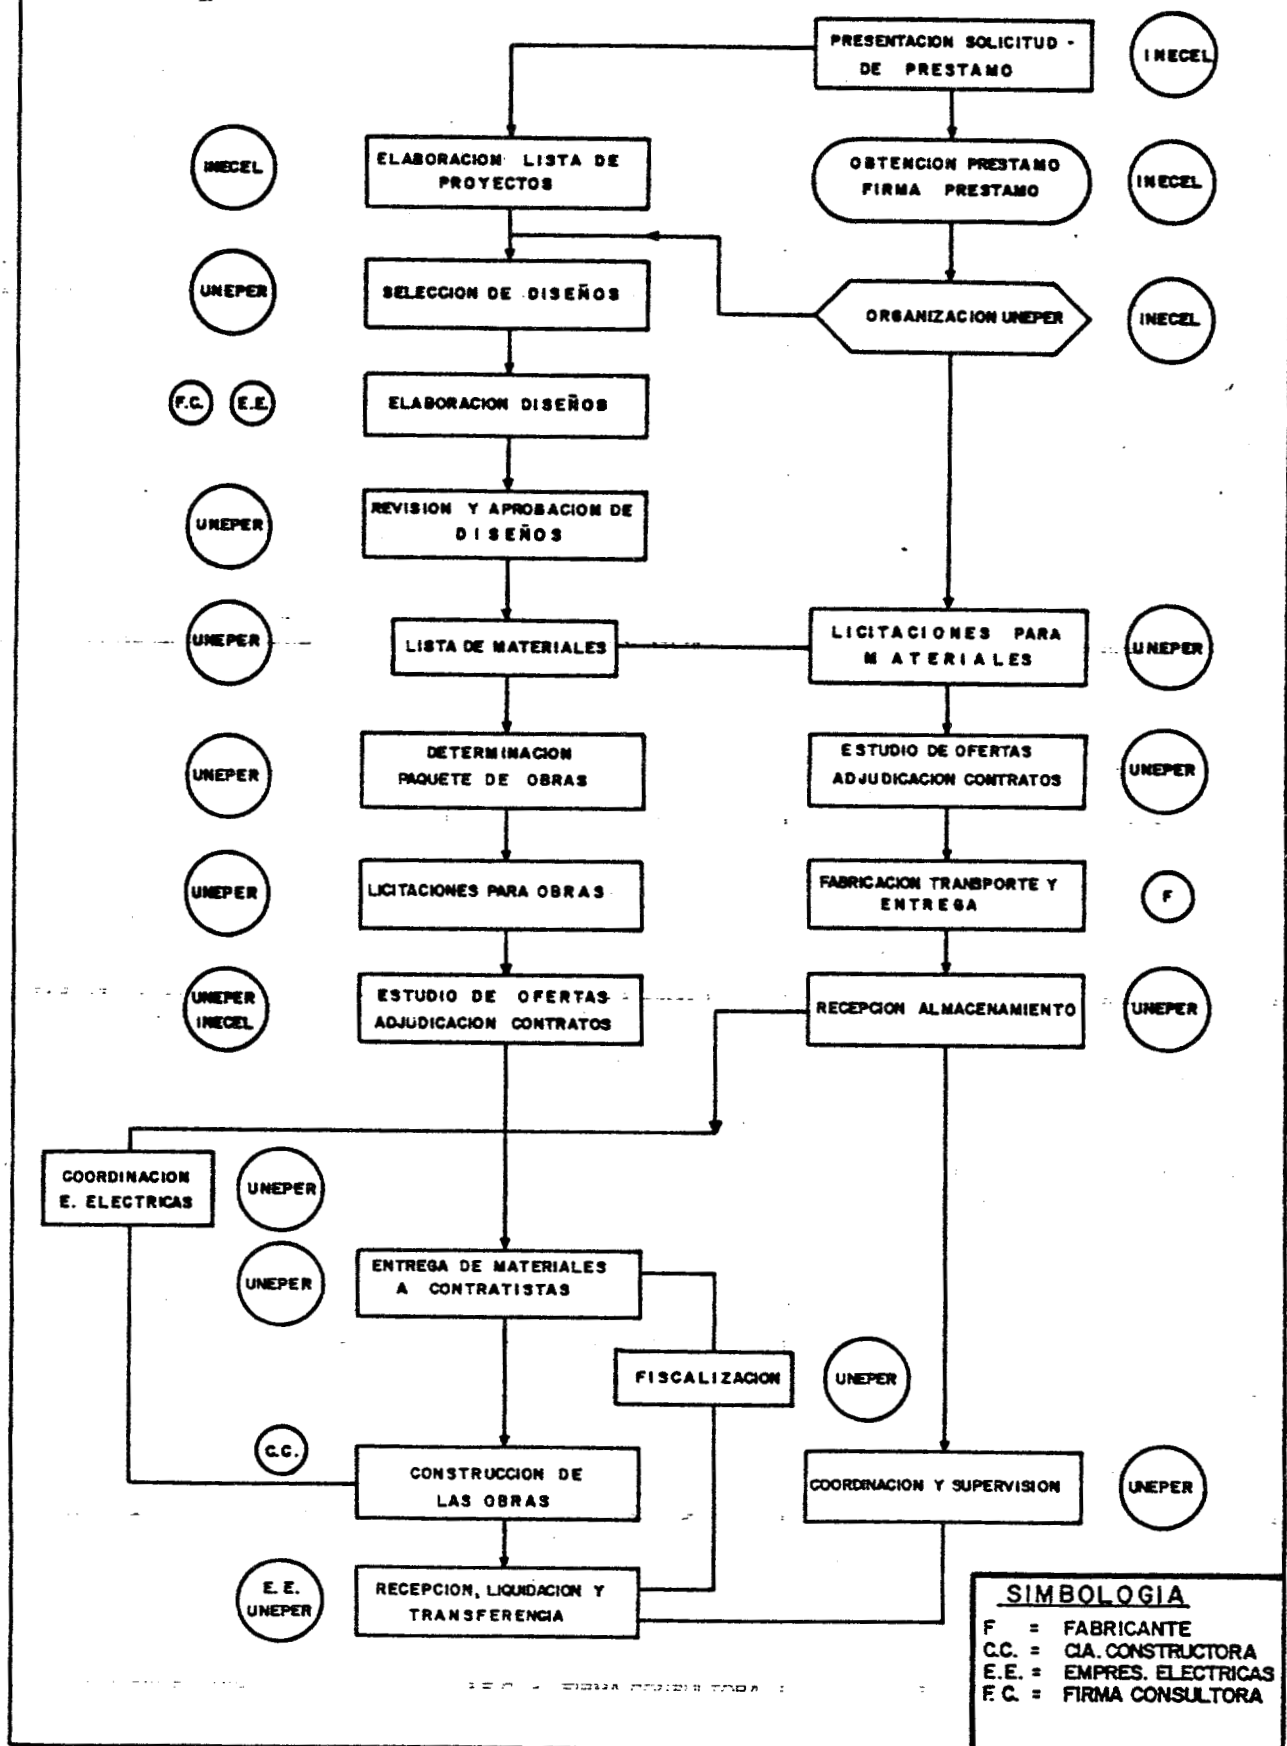 PRESENTACION SOLICITUD -
DE PRESTAMO
INECEL
INECEL
ELABORACION LISTA DE
PROYECTOS
OBTENCION PRESTAMO
FIRMA PRESTAMO
INECEL
UNEPER
SELECCION DE DISEÑOS
ORGANIZACION UNEPER
INECEL
F.C.
E.E.
ELABORACION DISEÑOS
UNEPER
REVISION Y APROBACION DE
DISEÑOS
UNEPER
LISTA DE MATERIALES
LICITACIONES PARA
MATERIALES
UNEPER
UNEPER
DETERMINACION
PAQUETE DE OBRAS
ESTUDIO DE OFERTAS
ADJUDICACION CONTRATOS
UNEPER
UNEPER
LICITACIONES PARA OBRAS
FABRICACION TRANSPORTE Y
ENTREGA
F
UNEPER
INECEL
ESTUDIO DE OFERTAS
ADJUDICACION CONTRATOS
RECEPCION ALMACENAMIENTO
UNEPER
COORDINACION
E. ELECTRICAS
UNEPER
UNEPER
ENTREGA DE MATERIALES
A CONTRATISTAS
FISCALIZACION
UNEPER
C.C.
CONSTRUCCION DE
LAS OBRAS
COORDINACION Y SUPERVISION
UNEPER
E. E.
UNEPER
RECEPCION, LIQUIDACION Y
TRANSFERENCIA
SIMBOLOGIA
F = FABRICANTE
C.C. = CIA. CONSTRUCTORA
E.E. = EMPRES. ELECTRICAS
F. C. = FIRMA CONSULTORA